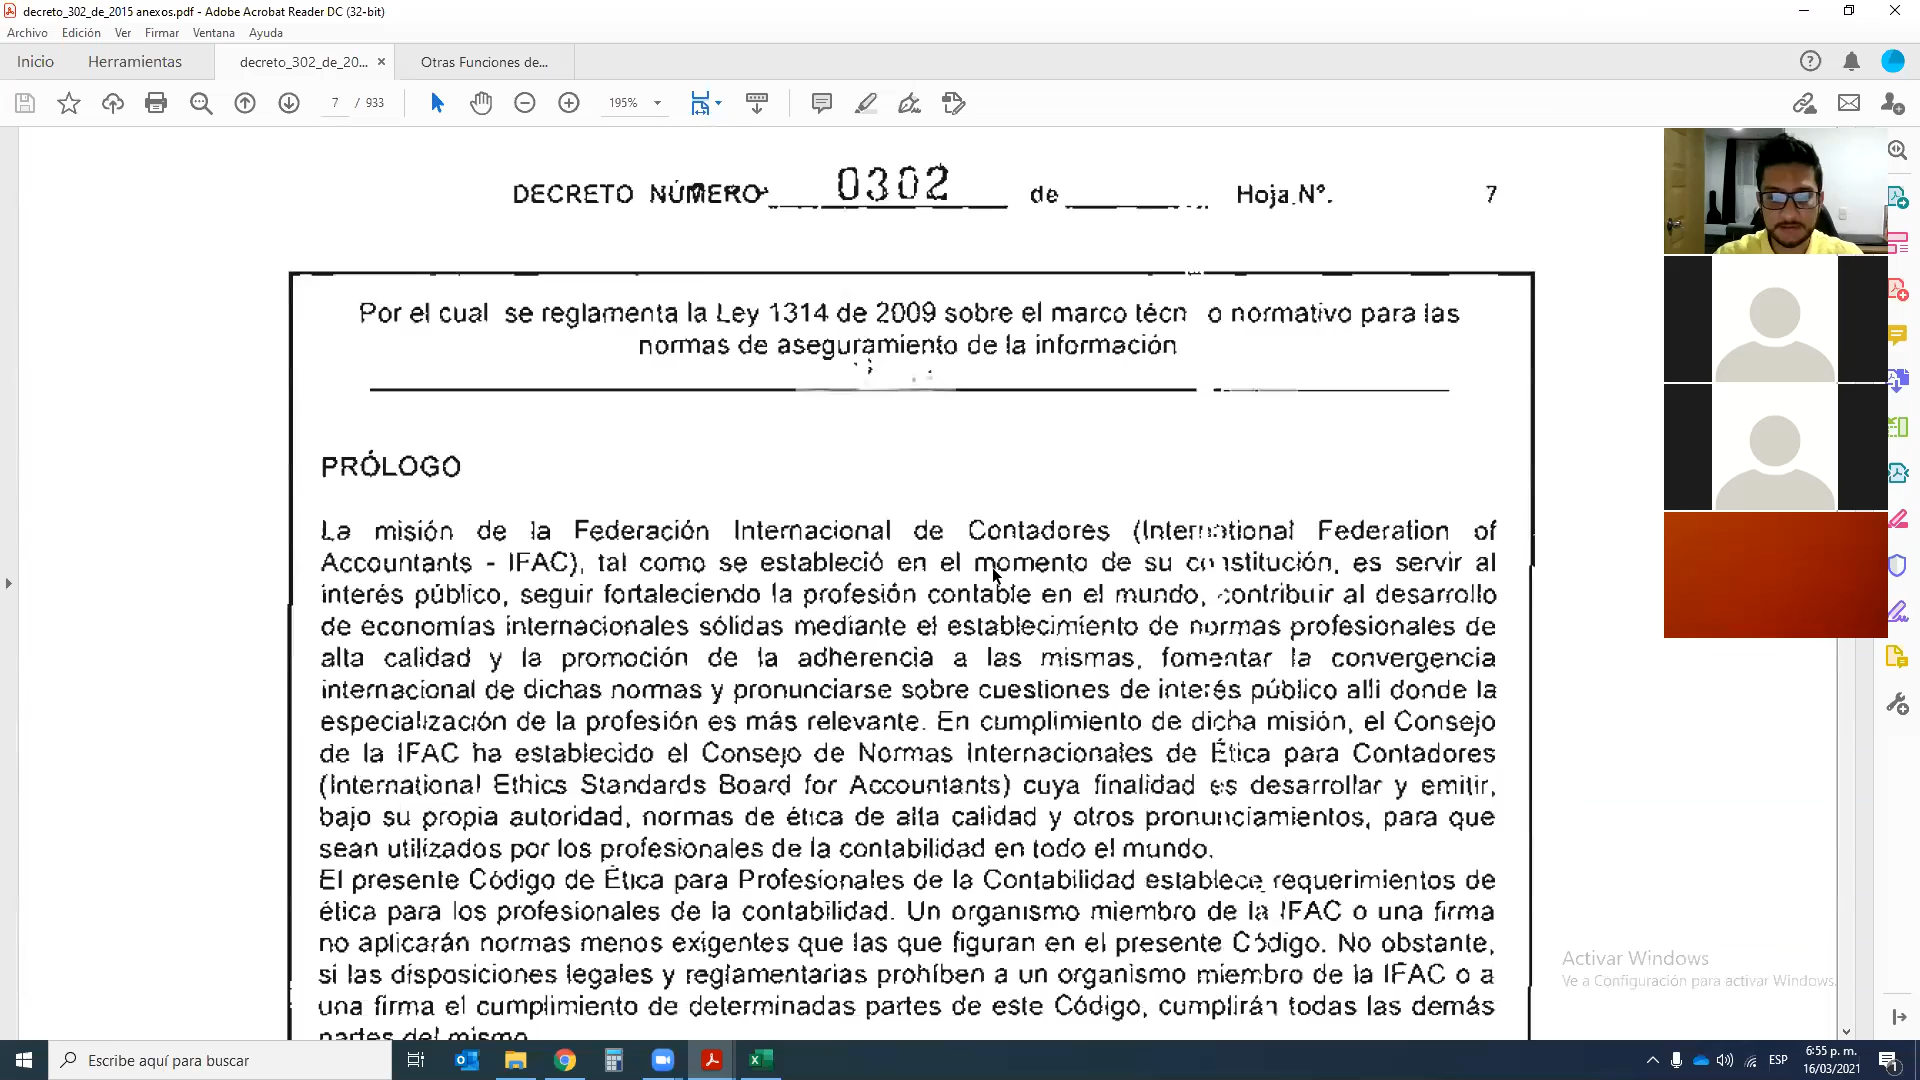 decreto_302_de_2015 anexos.pdf - Adobe Acrobat Reader DC (32-bit)
Archivo Edición Ver Firmar Ventana Ayuda
Inicio Herramientas decreto_302_de_20... × Otras Funciones de...
7 / 933 195%
DECRETO NÚMERO 0302 de Hoja N°. 7
Por el cual se reglamenta la Ley 1314 de 2009 sobre el marco técn o normativo para las
normas de aseguramiento de la información
PRÓLOGO
La misión de la Federación Internacional de Contadores (International Federation of
Accountants - IFAC), tal como se estableció en el momento de su constitución, es servir al
interés público, seguir fortaleciendo la profesión contable en el mundo, contribuir al desarrollo
de economías internacionales sólidas mediante el establecimiento de normas profesionales de
alta calidad y la promoción de la adherencia a las mismas, fomentar la convergencia
internacional de dichas normas y pronunciarse sobre cuestiones de interés público alli donde la
especialización de la profesión es más relevante. En cumplimiento de dicha misión, el Consejo
de la IFAC ha establecido el Consejo de Normas Internacionales de Ética para Contadores
(International Ethics Standards Board for Accountants) cuya finalidad es desarrollar y emitir,
bajo su propia autoridad, normas de ética de alta calidad y otros pronunciamientos, para que
sean utilizados por los profesionales de la contabilidad en todo el mundo.
El presente Código de Ética para Profesionales de la Contabilidad establece requerimientos de
ética para los profesionales de la contabilidad. Un organismo miembro de la IFAC o una firma
no aplicarán normas menos exigentes que las que figuran en el presente Código. No obstante,
si las disposiciones legales y reglamentarias prohíben a un organismo miembro de la IFAC o a
una firma el cumplimiento de determinadas partes de este Código, cumplirán todas las demás
partes del mismo.
Activar Windows
Ve a Configuración para activar Windows.
Escribe aquí para buscar
ESP
6:55 p. m.
16/03/2021
1